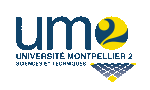 um2
UNIVERSITÉ MONTPELLIER 2
SCIENCES ET TECHNIQUES